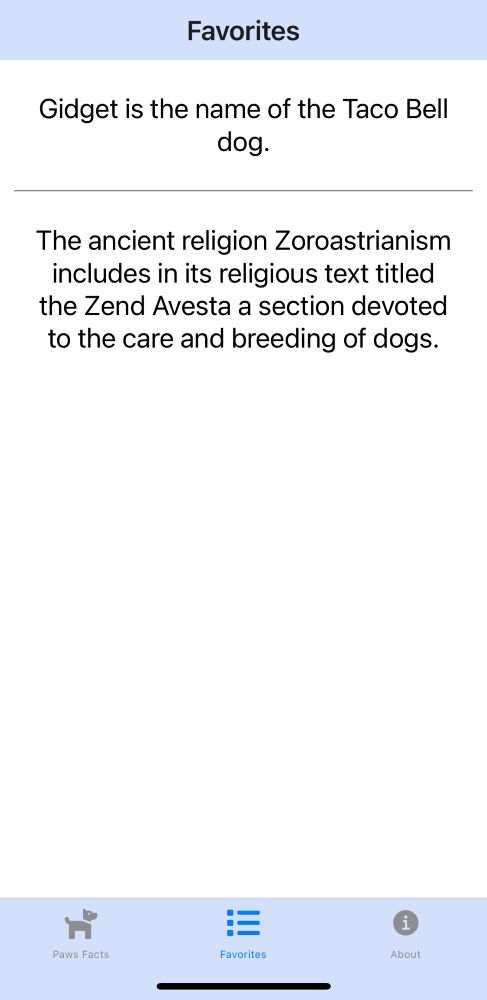 Favorites
Gidget is the name of the Taco Bell
dog.
The ancient religion Zoroastrianism
includes in its religious text titled
the Zend Avesta a section devoted
to the care and breeding of dogs.
Paws Facts
Favorites
About